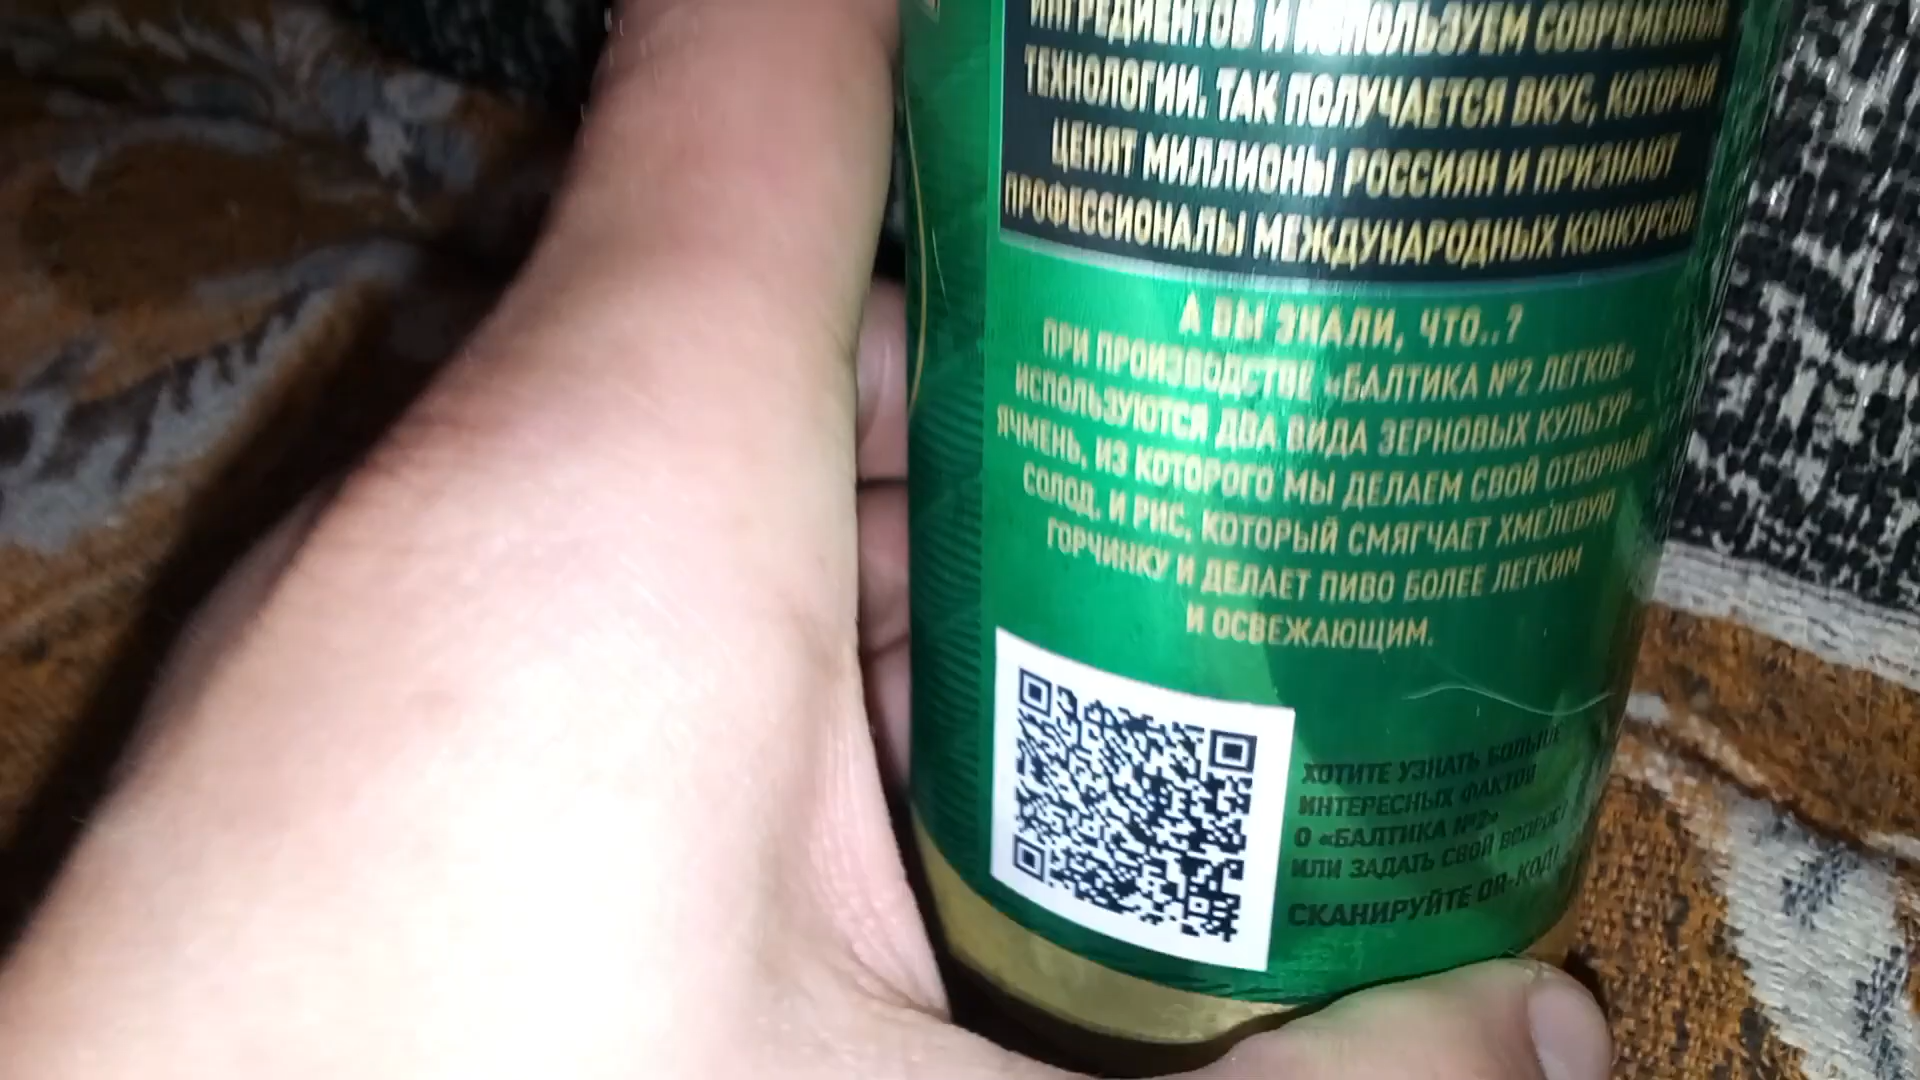 ИНГРЕДИЕНТОВ И ИСПОЛЬЗУЕМ СОВРЕМЕННЫЕ
ТЕХНОЛОГИИ. ТАК ПОЛУЧАЕТСЯ ВКУС, КОТОРЫЙ
ЦЕНЯТ МИЛЛИОНЫ РОССИЯН И ПРИЗНАЮТ
ПРОФЕССИОНАЛЫ МЕЖДУНАРОДНЫХ КОНКУРСОВ
А ВЫ ЗНАЛИ, ЧТО..?
ПРИ ПРОИЗВОДСТВЕ «БАЛТИКА №2 ЛЕГКОЕ»
ИСПОЛЬЗУЮТСЯ ДВА ВИДА ЗЕРНОВЫХ КУЛЬТУР -
ЯЧМЕНЬ, ИЗ КОТОРОГО МЫ ДЕЛАЕМ СВОЙ ОТБОРНЫЙ
СОЛОД, И РИС, КОТОРЫЙ СМЯГЧАЕТ ХМЕЛЕВУЮ
ГОРЧИНКУ И ДЕЛАЕТ ПИВО БОЛЕЕ ЛЕГКИМ
И ОСВЕЖАЮЩИМ.
ХОТИТЕ УЗНАТЬ БОЛЬШЕ
ИНТЕРЕСНЫХ ФАКТОВ
О «БАЛТИКА №2»
ИЛИ ЗАДАТЬ СВОЙ ВОПРОС?
СКАНИРУЙТЕ QR-КОД!